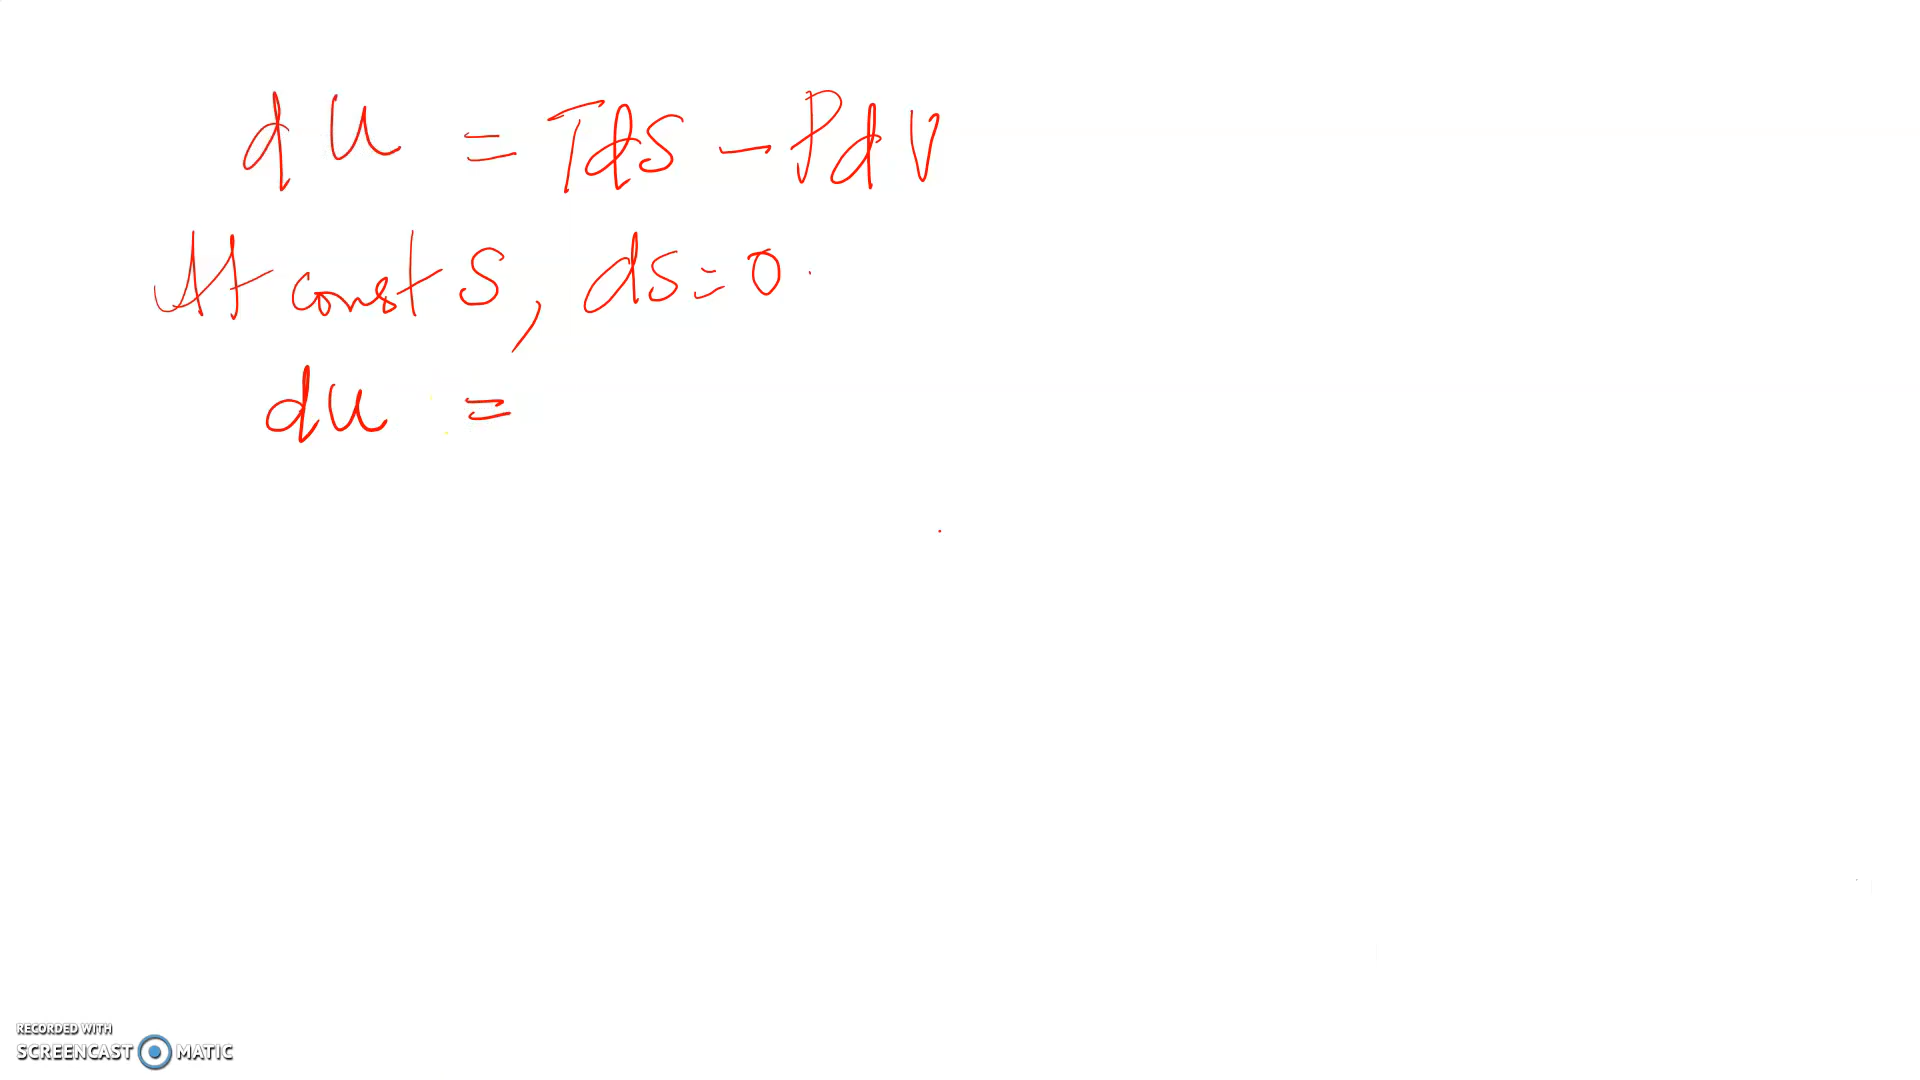 dU = TdS - PdV
At const S, dS = 0.
dU =
RECORDED WITH
SCREENCAST MATIC